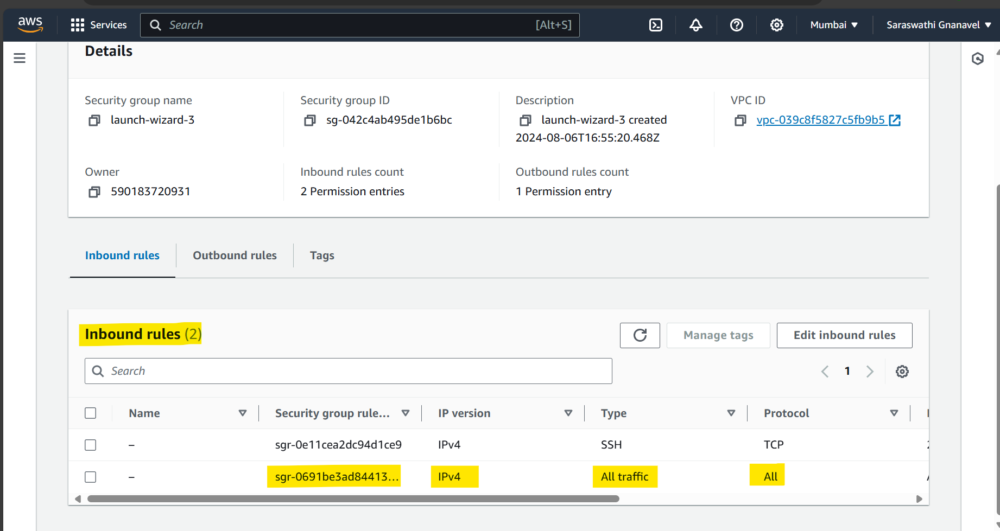 aws Services Search [Alt+S] Mumbai Saraswathi Gnanavel
Details
Security group name Security group ID Description VPC ID
launch-wizard-3 sg-042c4ab495de1b6bc launch-wizard-3 created vpc-039c8f5827c5fb9b5
2024-08-06T16:55:20.468Z
Owner Inbound rules count Outbound rules count
590183720931 2 Permission entries 1 Permission entry
Inbound rules Outbound rules Tags
Inbound rules (2) Manage tags Edit inbound rules
Search 1
Name Security group rule... IP version Type Protocol
– sgr-0e11cea2dc94d1ce9 IPv4 SSH TCP
– sgr-0691be3ad84413... IPv4 All traffic All